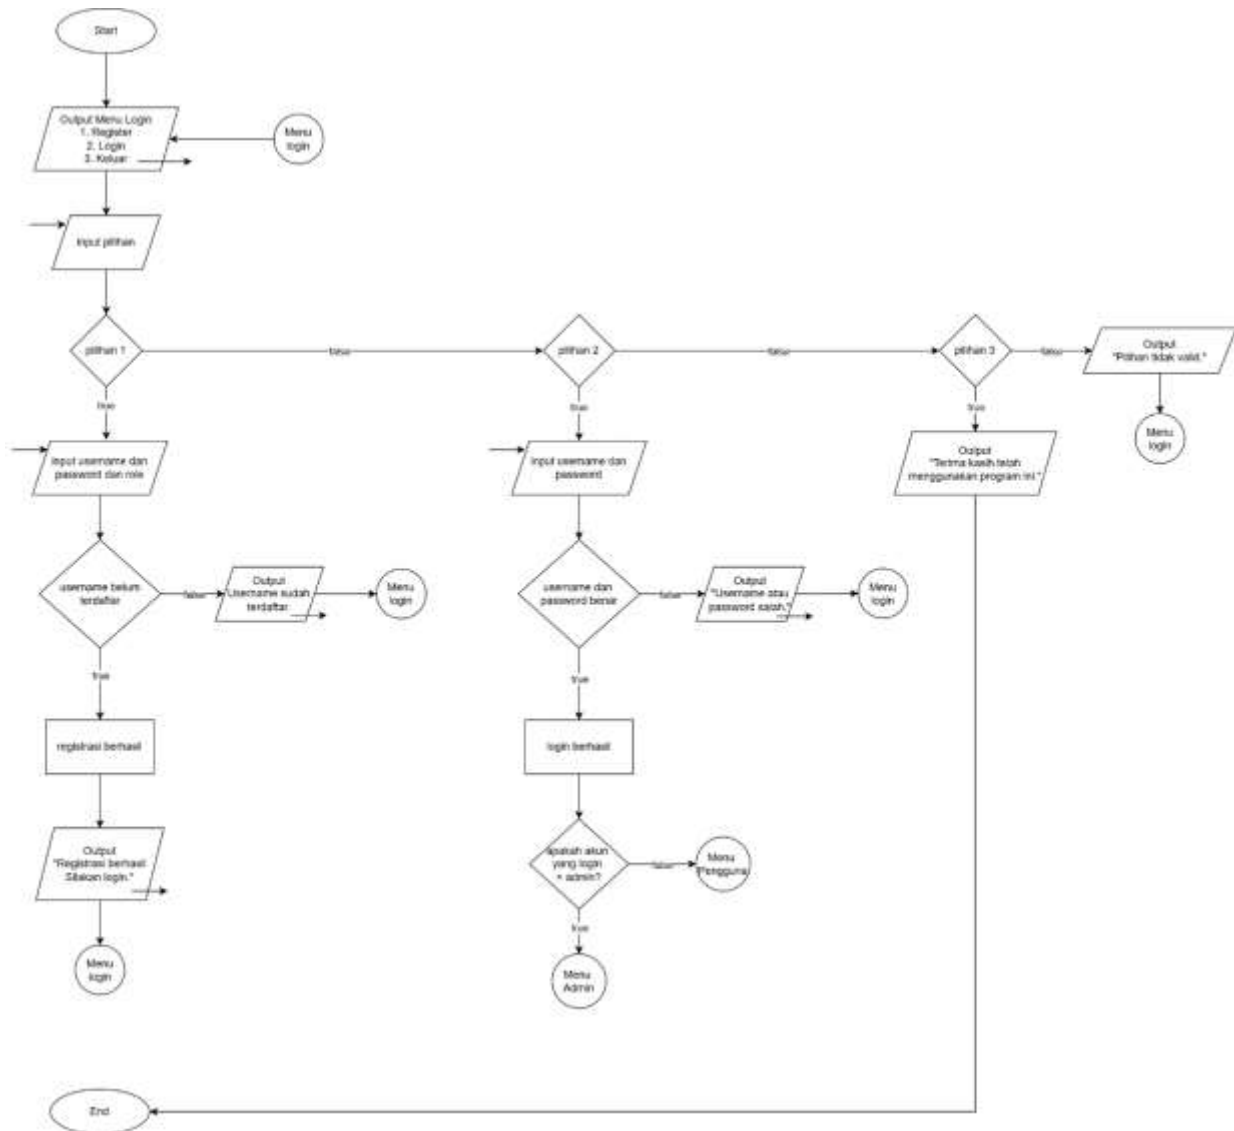 Start
Output Menu Login
1. Register
2. Login
3. Keluar
Menu
login
Input pilihan
pilihan 1
false
pilihan 2
false
pilihan 3
false
Output
"Pilihan tidak valid."
true
true
true
Menu
login
input username dan
password dan role
input username dan
password
Output
"Terima kasih telah
menggunakan program ini."
username belum
terdaftar
false
Output
Username sudah
terdaftar
Menu
login
username dan
password benar
false
Output
"Username atau
password salah."
Menu
login
true
true
registrasi berhasil
login berhasil
Output
"Registrasi berhasil.
Silakan login."
apakah akun
yang login
= admin?
false
Menu
Pengguna
true
Menu
login
Menu
Admin
End